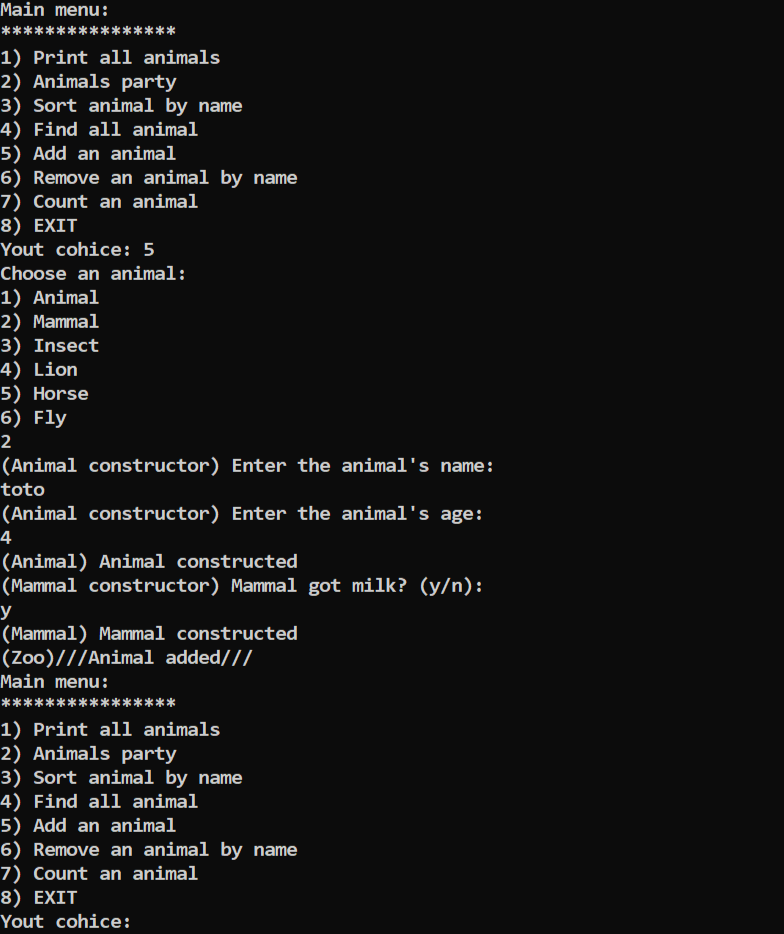 Main menu:
****************
1) Print all animals
2) Animals party
3) Sort animal by name
4) Find all animal
5) Add an animal
6) Remove an animal by name
7) Count an animal
8) EXIT
Yout cohice: 5
Choose an animal:
1) Animal
2) Mammal
3) Insect
4) Lion
5) Horse
6) Fly
2
(Animal constructor) Enter the animal's name:
toto
(Animal constructor) Enter the animal's age:
4
(Animal) Animal constructed
(Mammal constructor) Mammal got milk? (y/n):
y
(Mammal) Mammal constructed
(Zoo)///Animal added///
Main menu:
****************
1) Print all animals
2) Animals party
3) Sort animal by name
4) Find all animal
5) Add an animal
6) Remove an animal by name
7) Count an animal
8) EXIT
Yout cohice: